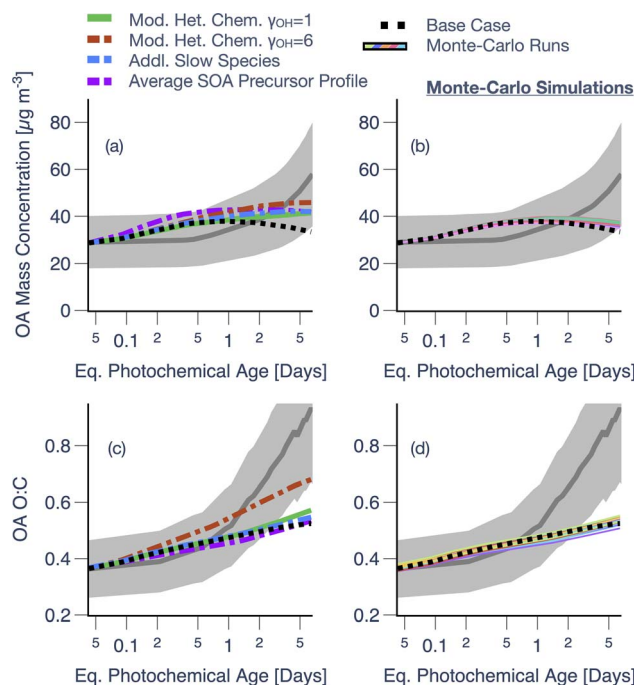 Mod. Het. Chem. γOH=1
Mod. Het. Chem. γOH=6
Addl. Slow Species
Average SOA Precursor Profile
Base Case
Monte-Carlo Runs
Monte-Carlo Simulations
OA Mass Concentration [µg m-3]
80
60
40
20
0
(a)
5 0.1 2 5 1 2 5
Eq. Photochemical Age [Days]
80
60
40
20
0
(b)
5 0.1 2 5 1 2 5
Eq. Photochemical Age [Days]
OA O:C
0.8
0.6
0.4
0.2
(c)
5 0.1 2 5 1 2 5
Eq. Photochemical Age [Days]
0.8
0.6
0.4
0.2
(d)
5 0.1 2 5 1 2 5
Eq. Photochemical Age [Days]